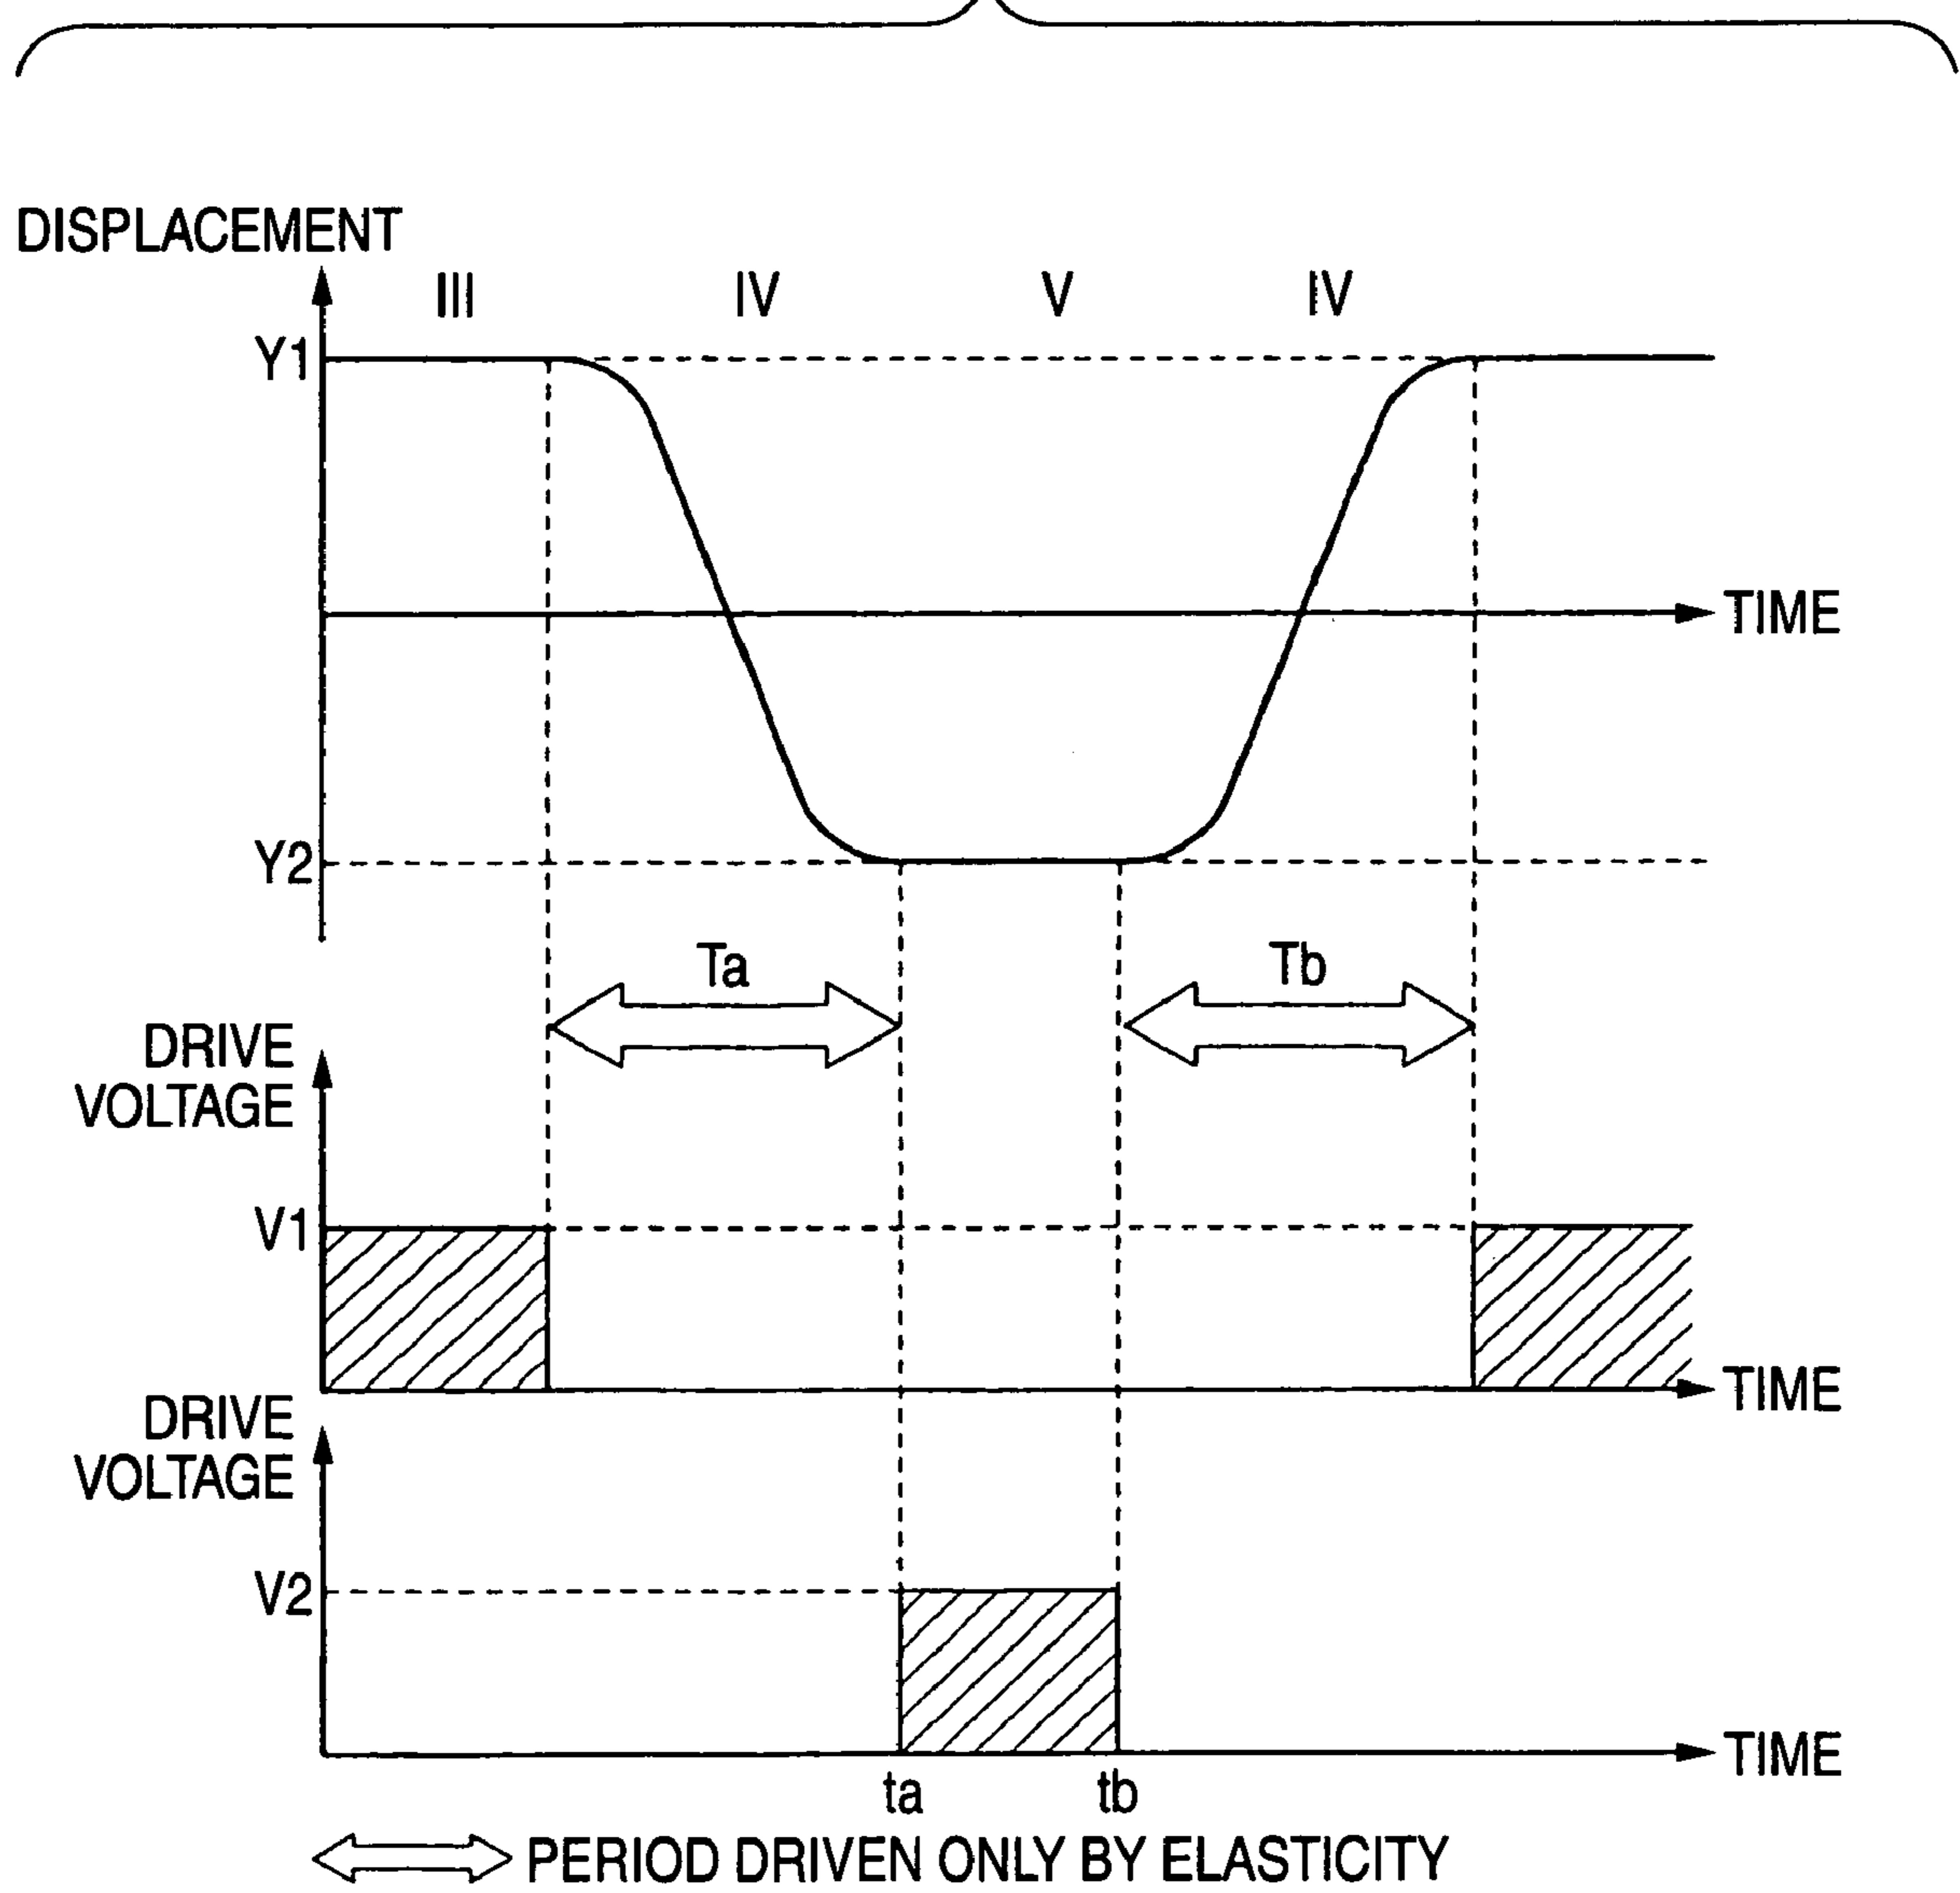 DISPLACEMENT
III IV V IV
Y1
TIME
Y2
Ta Tb
DRIVE
VOLTAGE
V1
TIME
DRIVE
VOLTAGE
V2
TIME
ta tb
PERIOD DRIVEN ONLY BY ELASTICITY